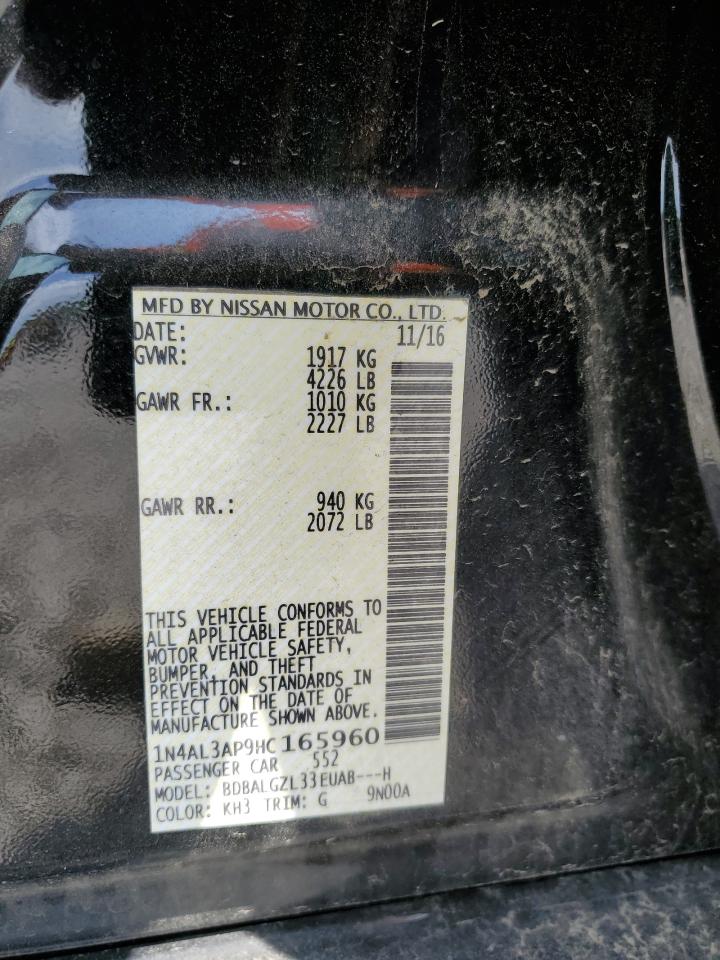 MFD BY NISSAN MOTOR CO., LTD.
DATE: 11/16
GVWR: 1917 KG
4226 LB
GAWR FR.: 1010 KG
2227 LB
GAWR RR.: 940 KG
2072 LB
THIS VEHICLE CONFORMS TO
ALL APPLICABLE FEDERAL
MOTOR VEHICLE SAFETY,
BUMPER, AND THEFT
PREVENTION STANDARDS IN
EFFECT ON THE DATE OF
MANUFACTURE SHOWN ABOVE.
1N4AL3AP9HC165960
PASSENGER CAR 552
MODEL: BDBALGZL33EUAB---H
COLOR: KH3 TRIM: G 9N00A